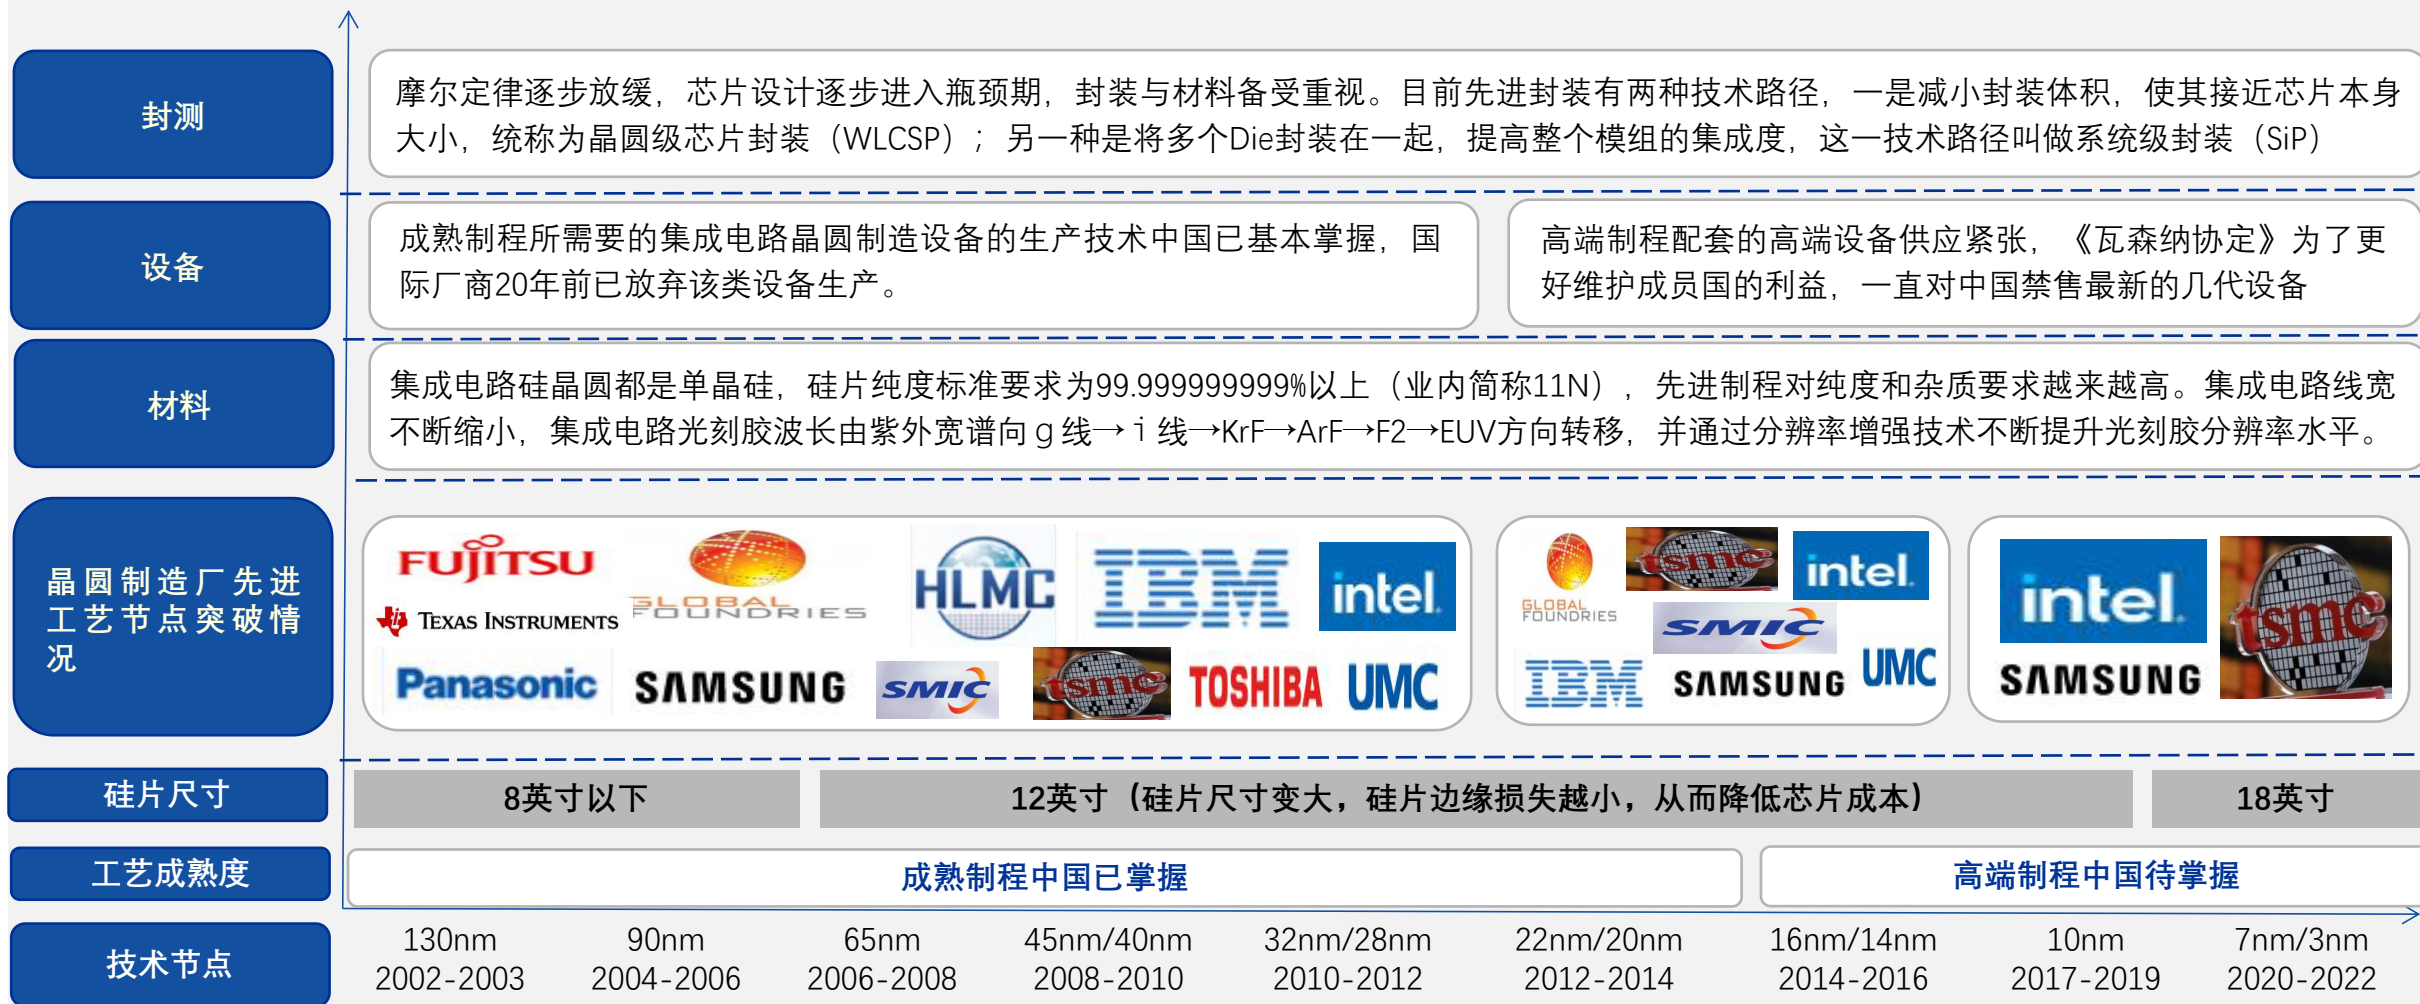 封测
摩尔定律逐步放缓，芯片设计逐步进入瓶颈期，封装与材料备受重视。目前先进封装有两种技术路径，一是减小封装体积，使其接近芯片本身
大小，统称为晶圆级芯片封装（WLCSP）；另一种是将多个Die封装在一起，提高整个模组的集成度，这一技术路径叫做系统级封装（SiP）
设备
成熟制程所需要的集成电路晶圆制造设备的生产技术中国已基本掌握，国
际厂商20年前已放弃该类设备生产。
高端制程配套的高端设备供应紧张，《瓦森纳协定》为了更
好维护成员国的利益，一直对中国禁售最新的几代设备
材料
集成电路硅晶圆都是单晶硅，硅片纯度标准要求为99.999999999%以上（业内简称11N），先进制程对纯度和杂质要求越来越高。集成电路线宽
不断缩小，集成电路光刻胶波长由紫外宽谱向ｇ线→ｉ线→KrF→ArF→F2→EUV方向转移，并通过分辨率增强技术不断提升光刻胶分辨率水平。
晶圆制造厂先进
工艺节点突破情
况
FUJITSU
TEXAS INSTRUMENTS
GLOBAL
FOUNDRIES
HLMC
IBM
intel.
Panasonic
SAMSUNG
SMIC
tsmc
TOSHIBA
UMC
GLOBAL
FOUNDRIES
tsmc
intel.
SMIC
IBM
SAMSUNG
UMC
intel.
SAMSUNG
tsmc
硅片尺寸
8英寸以下
12英寸（硅片尺寸变大，硅片边缘损失越小，从而降低芯片成本）
18英寸
工艺成熟度
成熟制程中国已掌握
高端制程中国待掌握
技术节点
130nm
2002-2003
90nm
2004-2006
65nm
2006-2008
45nm/40nm
2008-2010
32nm/28nm
2010-2012
22nm/20nm
2012-2014
16nm/14nm
2014-2016
10nm
2017-2019
7nm/3nm
2020-2022